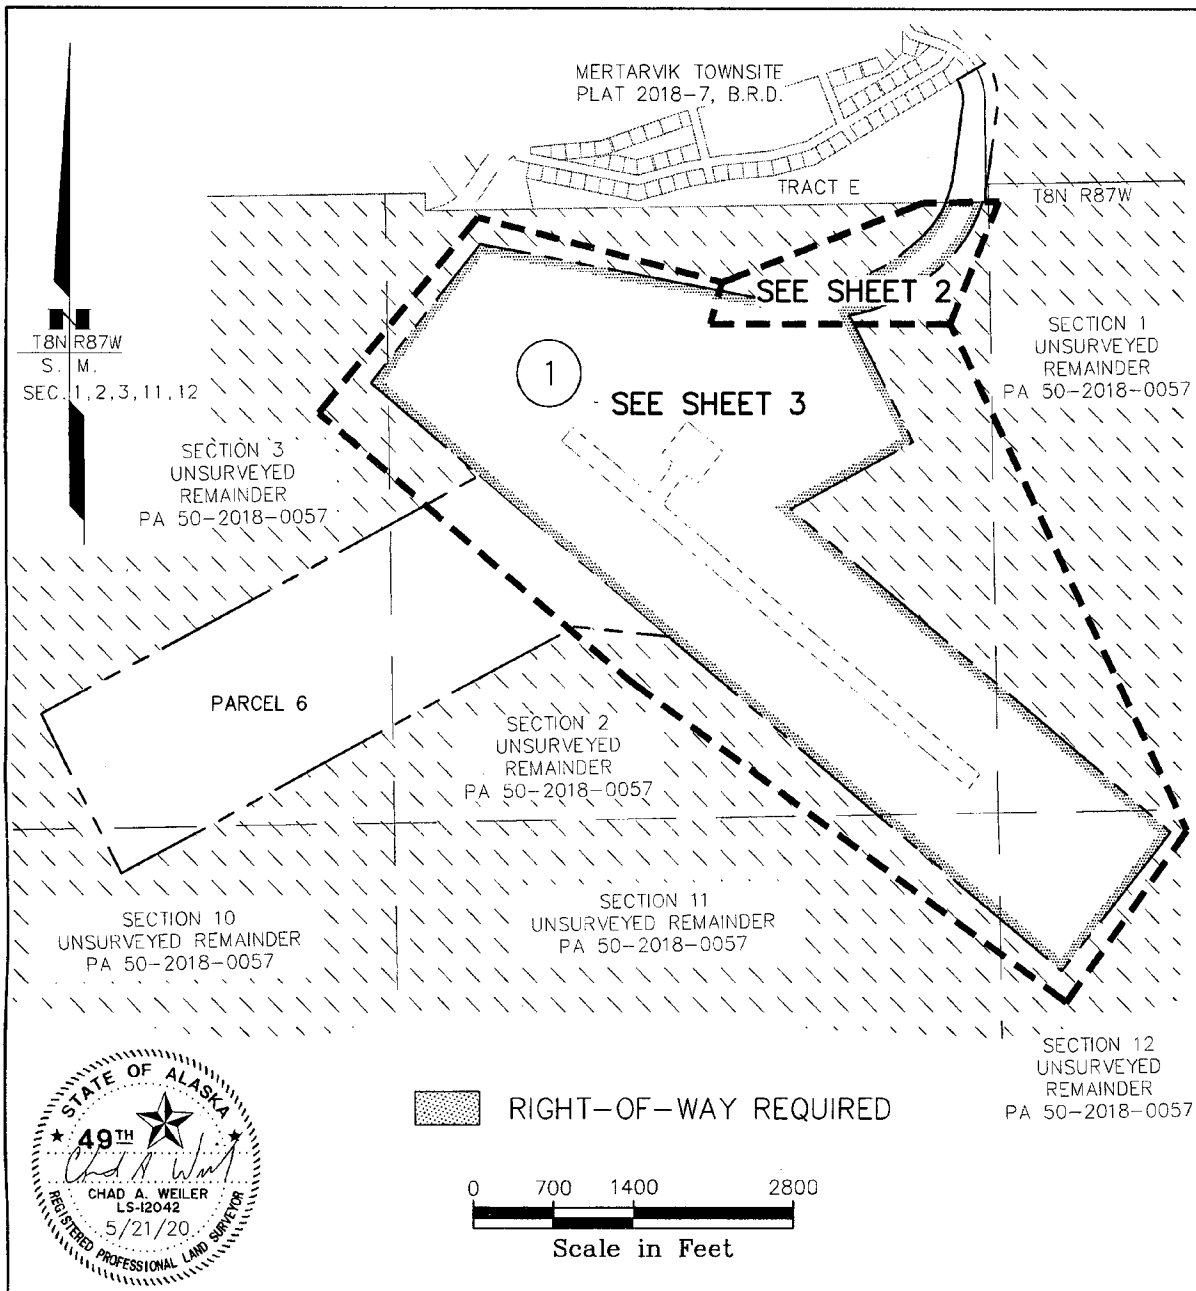 MERTARVIK TOWNSITE
PLAT 2018-7, B.R.D.
TRACT E
T8N R87W
SEE SHEET 2
N
T8N R87W
S. M.
SEC. 1, 2, 3, 11, 12
SECTION 1
UNSURVEYED
REMAINDER
PA 50-2018-0057
1
SEE SHEET 3
SECTION 3
UNSURVEYED
REMAINDER
PA 50-2018-0057
PARCEL 6
SECTION 2
UNSURVEYED
REMAINDER
PA 50-2018-0057
SECTION 10
UNSURVEYED REMAINDER
PA 50-2018-0057
SECTION 11
UNSURVEYED REMAINDER
PA 50-2018-0057
SECTION 12
UNSURVEYED
REMAINDER
PA 50-2018-0057
STATE OF ALASKA
49TH
Chad A Weil
CHAD A. WEILER
LS-12042
5/21/20
REGISTERED PROFESSIONAL LAND SURVEYOR
RIGHT-OF-WAY REQUIRED
0 700 1400 2800
Scale in Feet